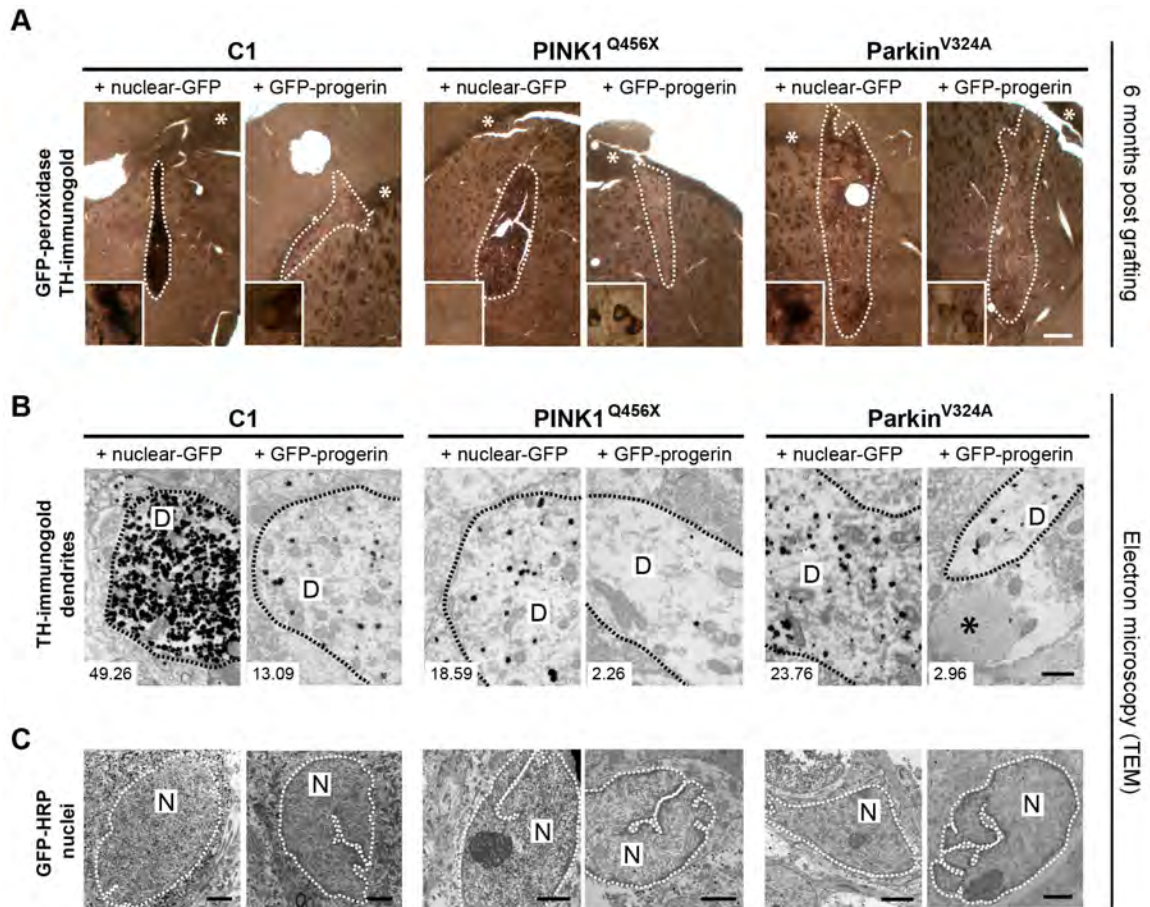 A
C1
PINK1Q456X
ParkinV324A
+ nuclear-GFP
+ GFP-progerin
+ nuclear-GFP
+ GFP-progerin
+ nuclear-GFP
+ GFP-progerin
GFP-peroxidase
TH-immunogold
*
*
*
*
*
*
6 months post grafting
B
C1
PINK1Q456X
ParkinV324A
+ nuclear-GFP
+ GFP-progerin
+ nuclear-GFP
+ GFP-progerin
+ nuclear-GFP
+ GFP-progerin
TH-immunogold
dendrites
D
D
D
D
D
D
*
49.26
13.09
18.59
2.26
23.76
2.96
Electron microscopy (TEM)
C
GFP-HRP
nuclei
N
N
N
N
N
N